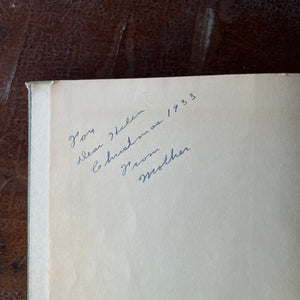 For
Dear Helen
Christmas 1933
From
Mother